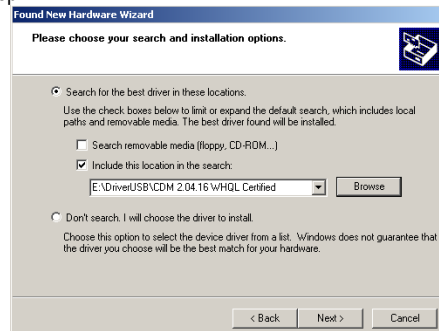 Found New Hardware Wizard
Please choose your search and installation options.
Search for the best driver in these locations.
Use the check boxes below to limit or expand the default search, which includes local
paths and removable media. The best driver found will be installed.
Search removable media (floppy, CD-ROM...)
Include this location in the search:
E:\DriverUSB\CDM 2.04.16 WHQL Certified
Browse
Don't search. I will choose the driver to install.
Choose this option to select the device driver from a list. Windows does not guarantee that
the driver you choose will be the best match for your hardware.
< Back
Next >
Cancel